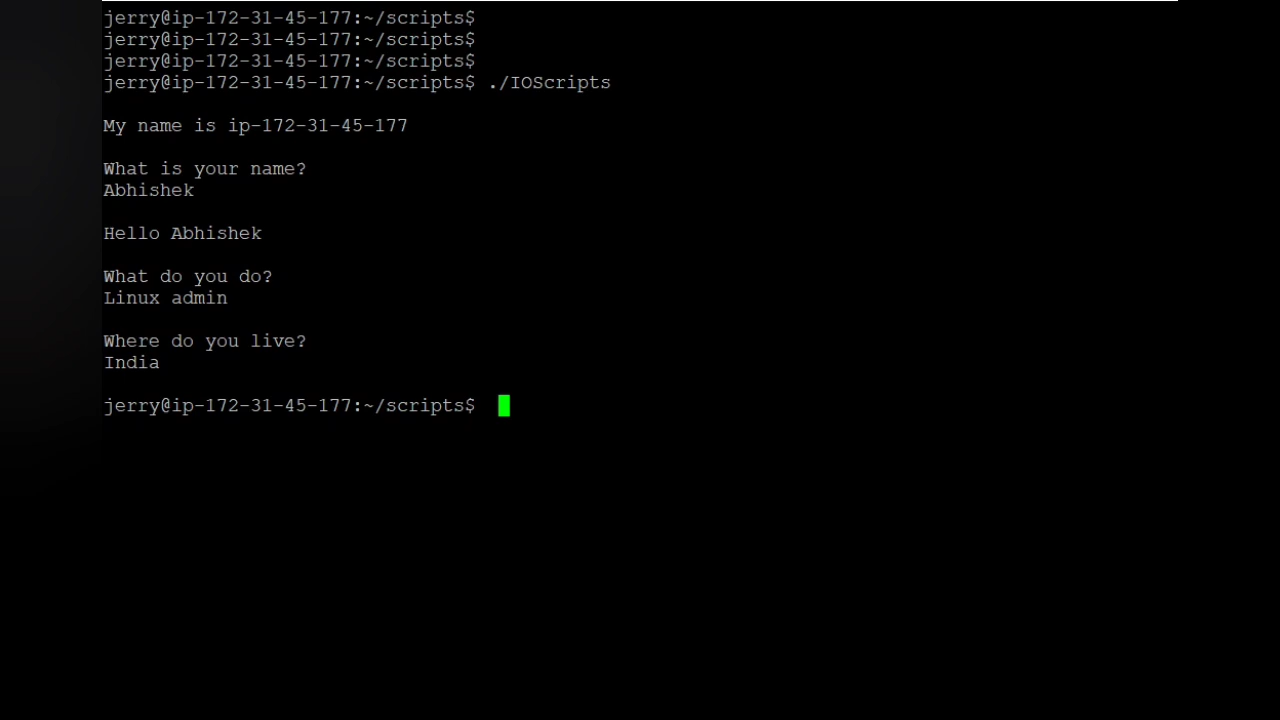 jerry@ip-172-31-45-177:~/scripts$
jerry@ip-172-31-45-177:~/scripts$
jerry@ip-172-31-45-177:~/scripts$
jerry@ip-172-31-45-177:~/scripts$ ./IOScripts
My name is ip-172-31-45-177
What is your name?
Abhishek
Hello Abhishek
What do you do?
Linux admin
Where do you live?
India
jerry@ip-172-31-45-177:~/scripts$